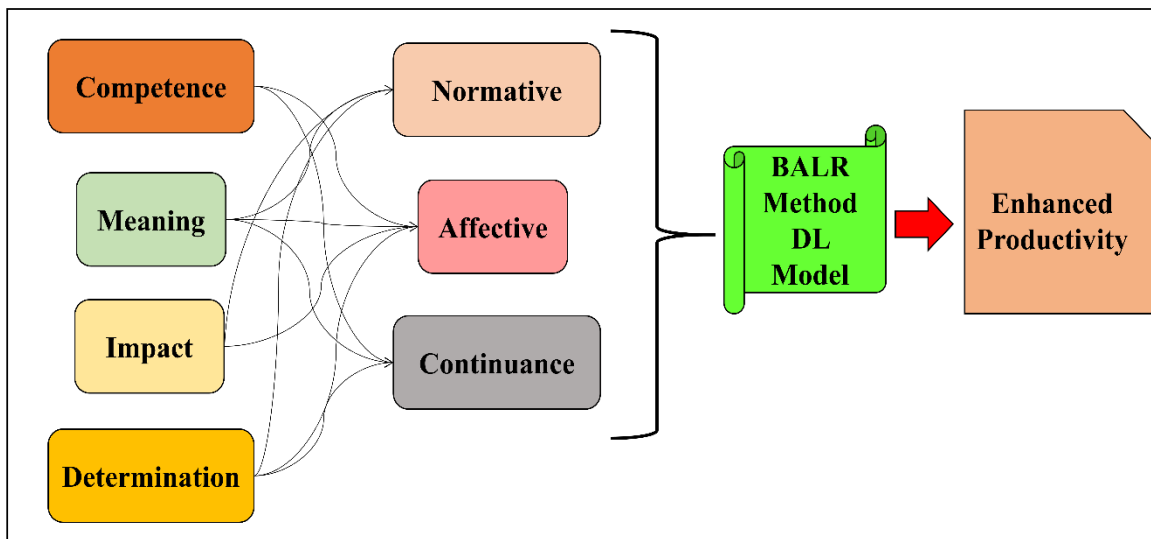 Competence
Meaning
Impact
Determination
Normative
Affective
Continuance
BALR
Method
DL
Model
Enhanced
Productivity